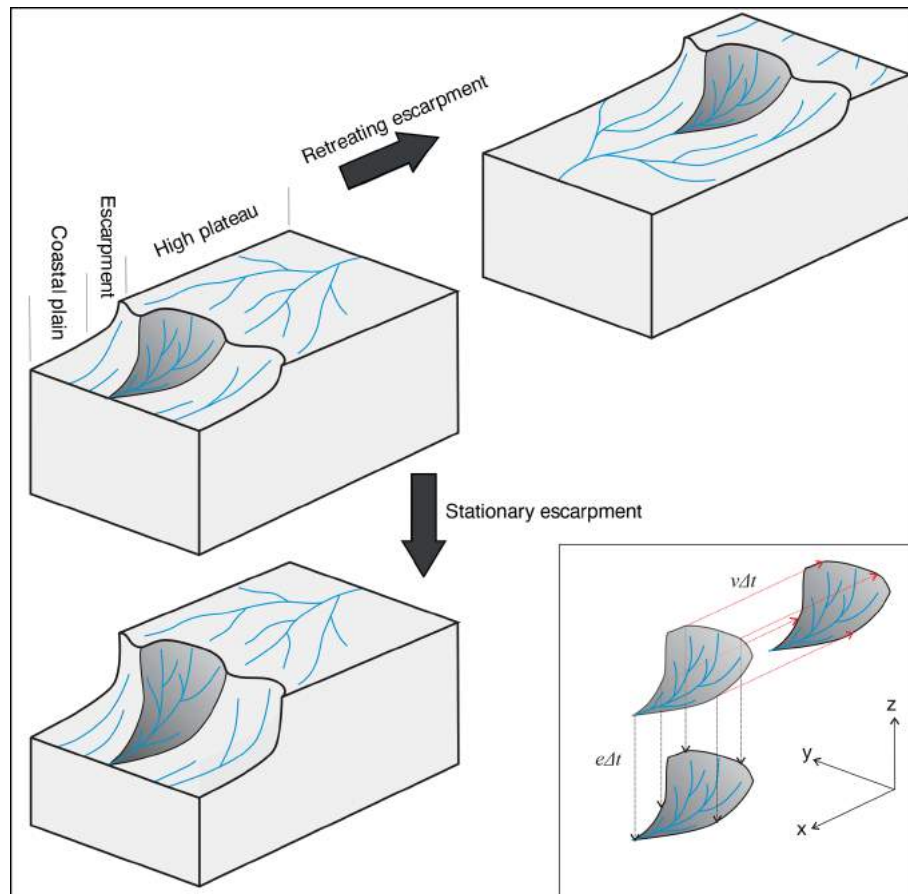 Retreating escarpment
Coastal plain
Escarpment
High plateau
Stationary escarpment
vΔt
eΔt
z
y
x